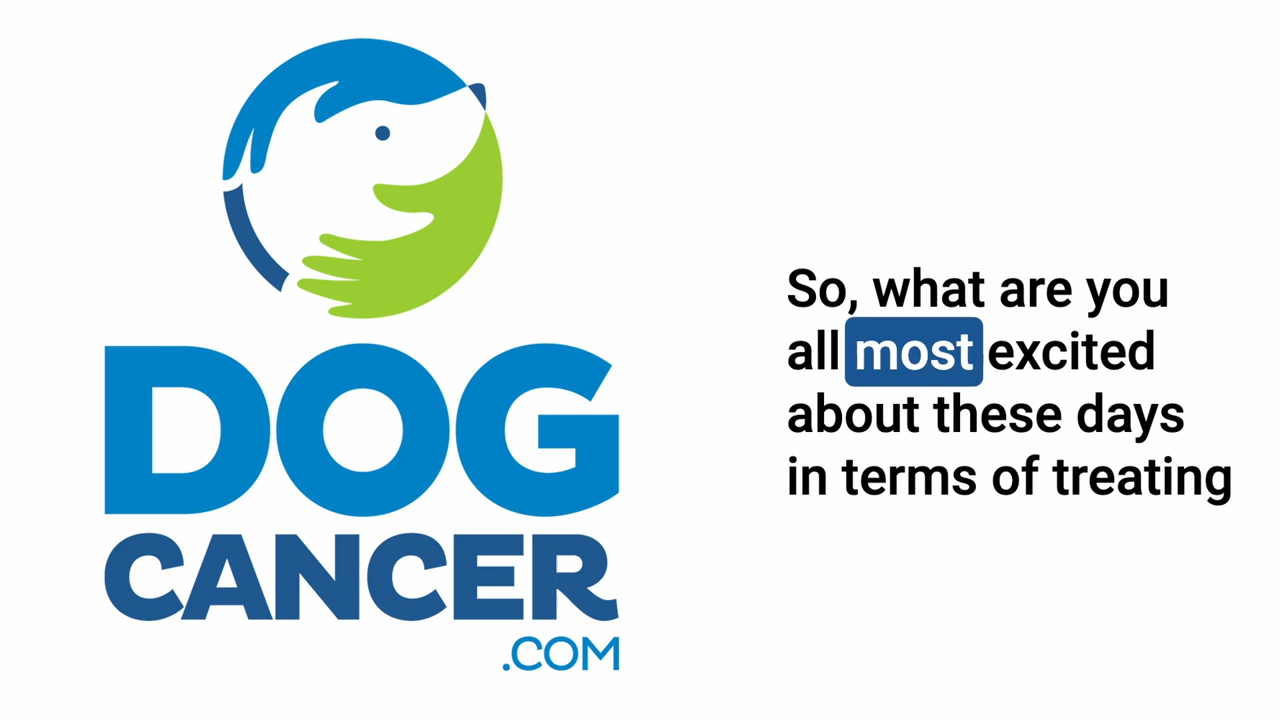 DOG
CANCER
.COM
So, what are you
all most excited
about these days
in terms of treating